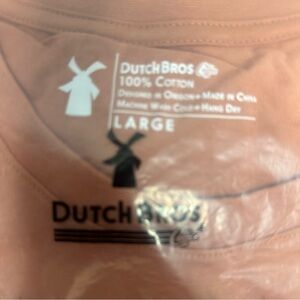 DUTCH BROS
100% COTTON
DESIGNED IN OREGON • MADE IN CHINA
MACHINE WASH COLD • HANG DRY
LARGE
DUTCH BROS